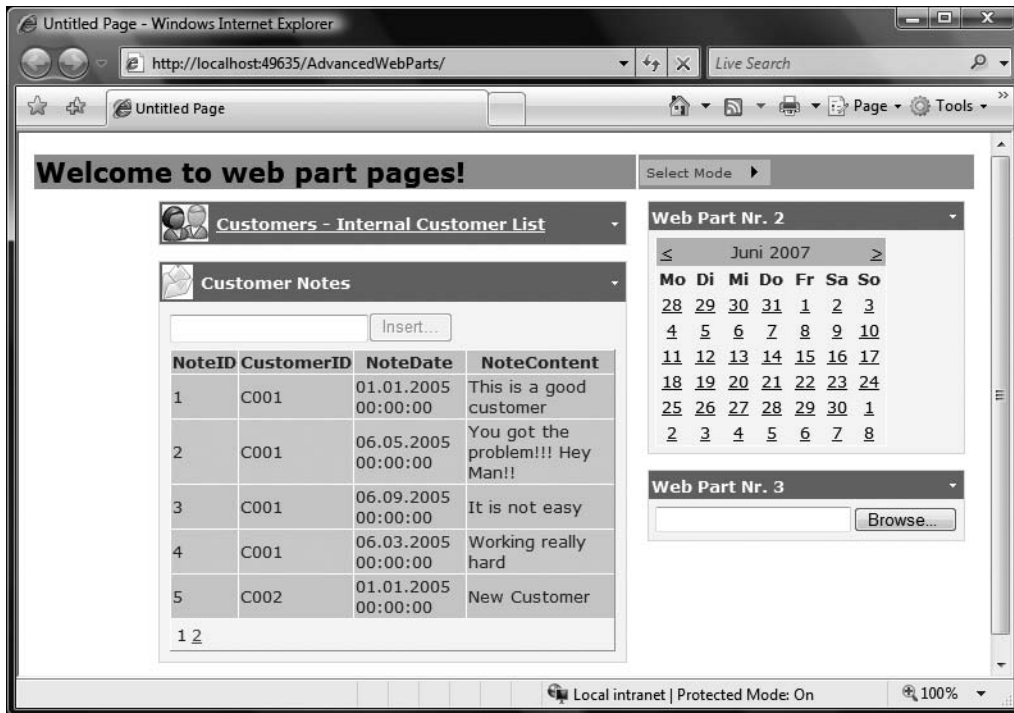 Untitled Page - Windows Internet Explorer
http://localhost:49635/AdvancedWebParts/
Live Search
Untitled Page
Page
Tools
Welcome to web part pages!
Select Mode
Customers - Internal Customer List
Customer Notes
Insert...
NoteID CustomerID NoteDate NoteContent
1 C001 01.01.2005 00:00:00 This is a good customer
2 C001 06.05.2005 00:00:00 You got the problem!!! Hey Man!!
3 C001 06.09.2005 00:00:00 It is not easy
4 C001 06.03.2005 00:00:00 Working really hard
5 C002 01.01.2005 00:00:00 New Customer
1 2
Web Part Nr. 2
< Juni 2007 >
Mo Di Mi Do Fr Sa So
28 29 30 31 1 2 3
4 5 6 7 8 9 10
11 12 13 14 15 16 17
18 19 20 21 22 23 24
25 26 27 28 29 30 1
2 3 4 5 6 7 8
Web Part Nr. 3
Browse...
Local intranet | Protected Mode: On
100%